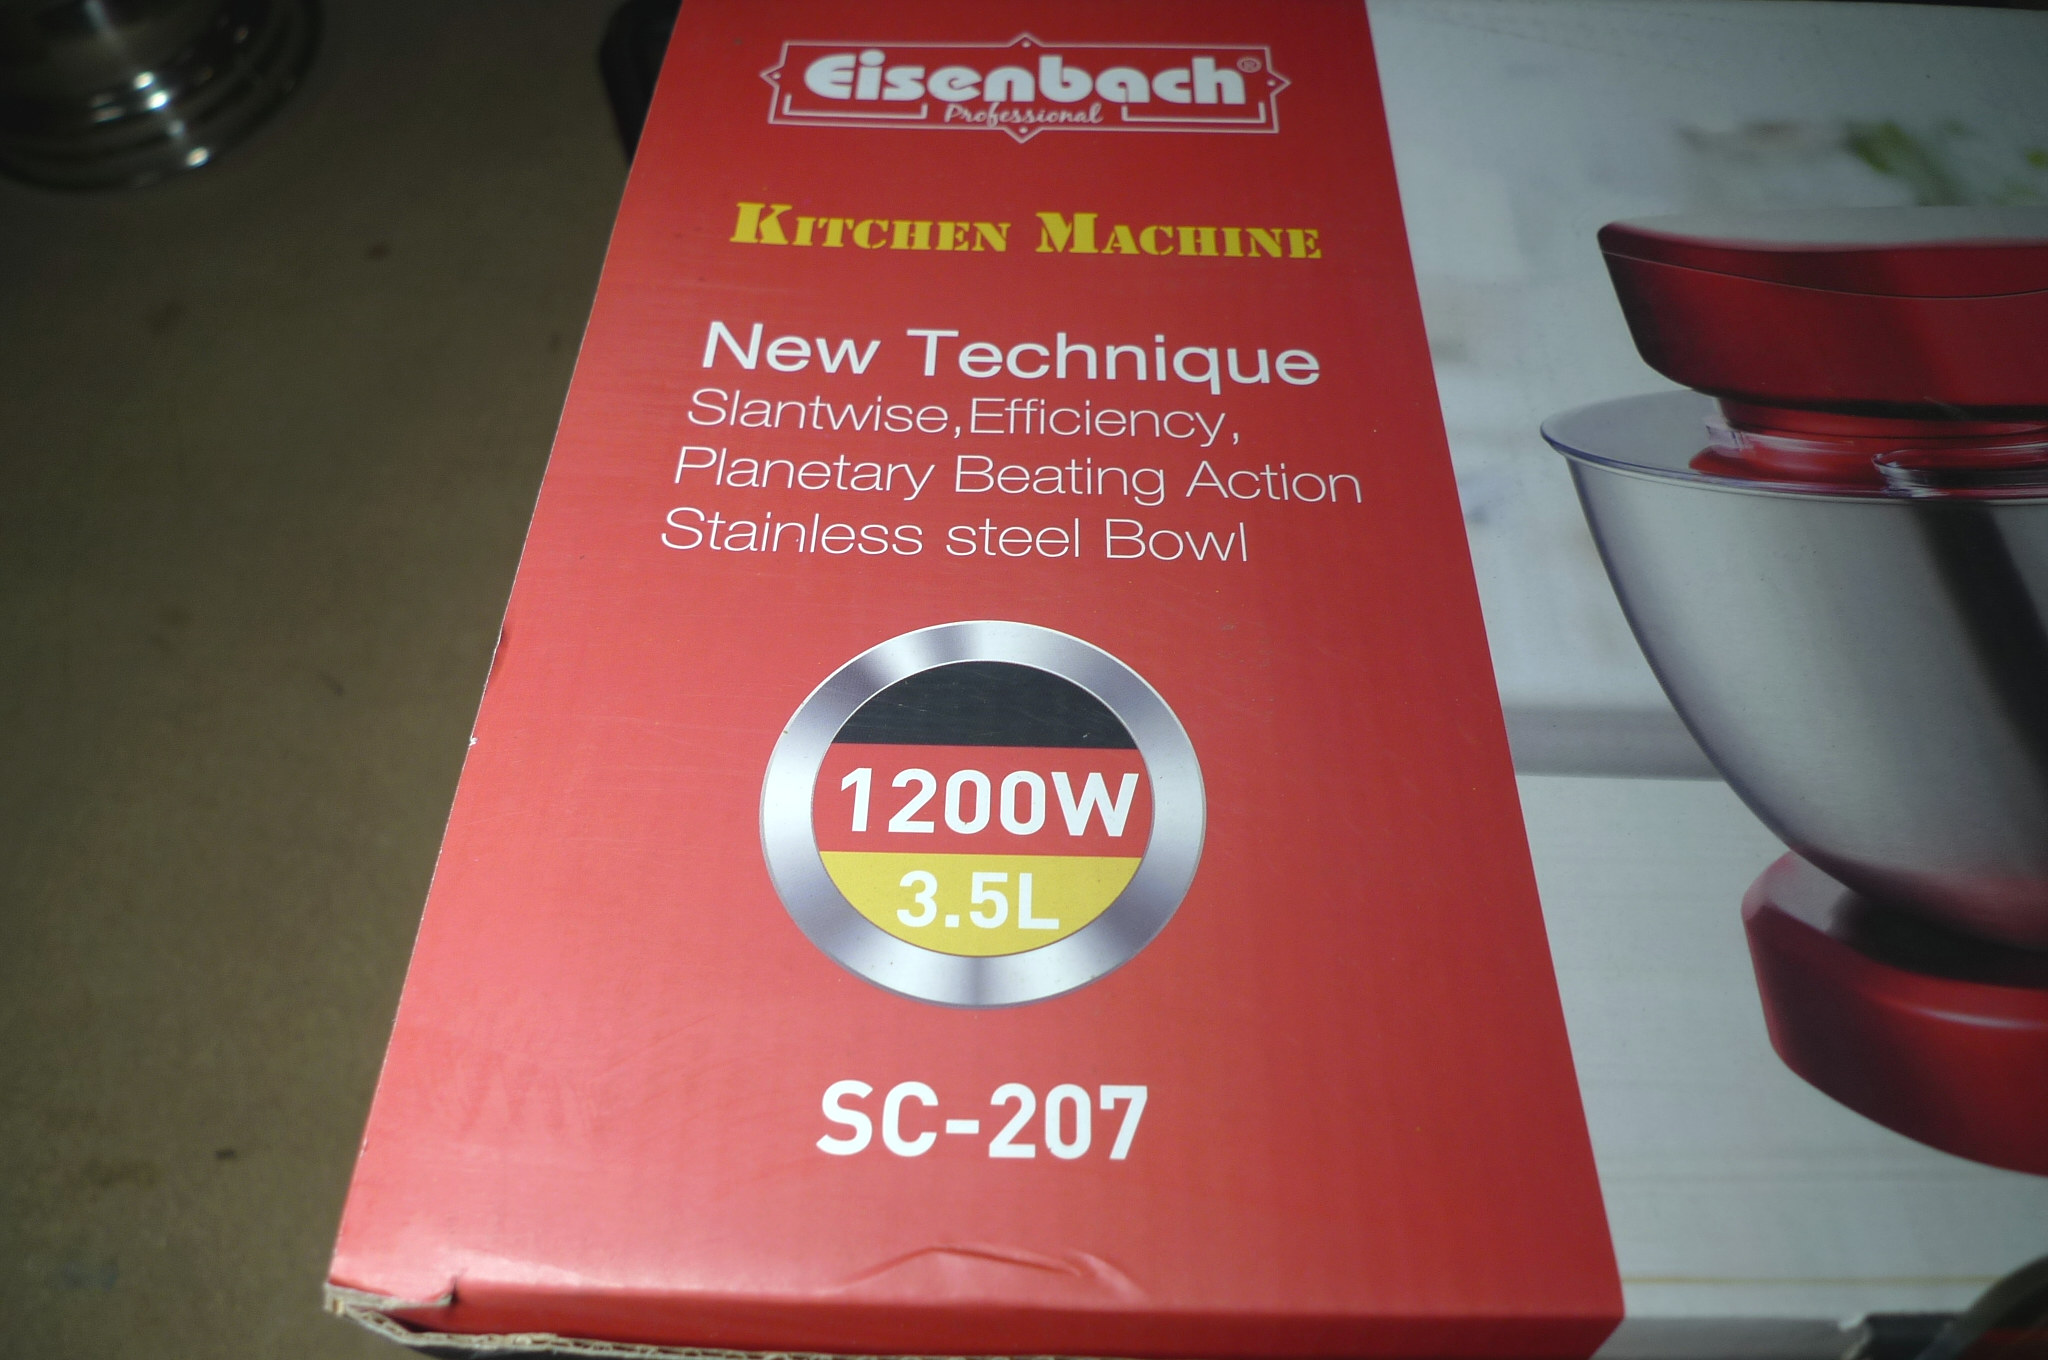 Eisenbach®
Professional
KITCHEN MACHINE
New Technique
Slantwise,Efficiency,
Planetary Beating Action
Stainless steel Bowl
1200W
3.5L
SC-207